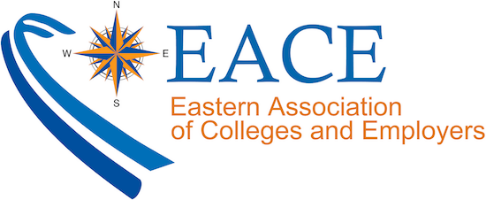 N
W E
S
EACE
Eastern Association
of Colleges and Employers